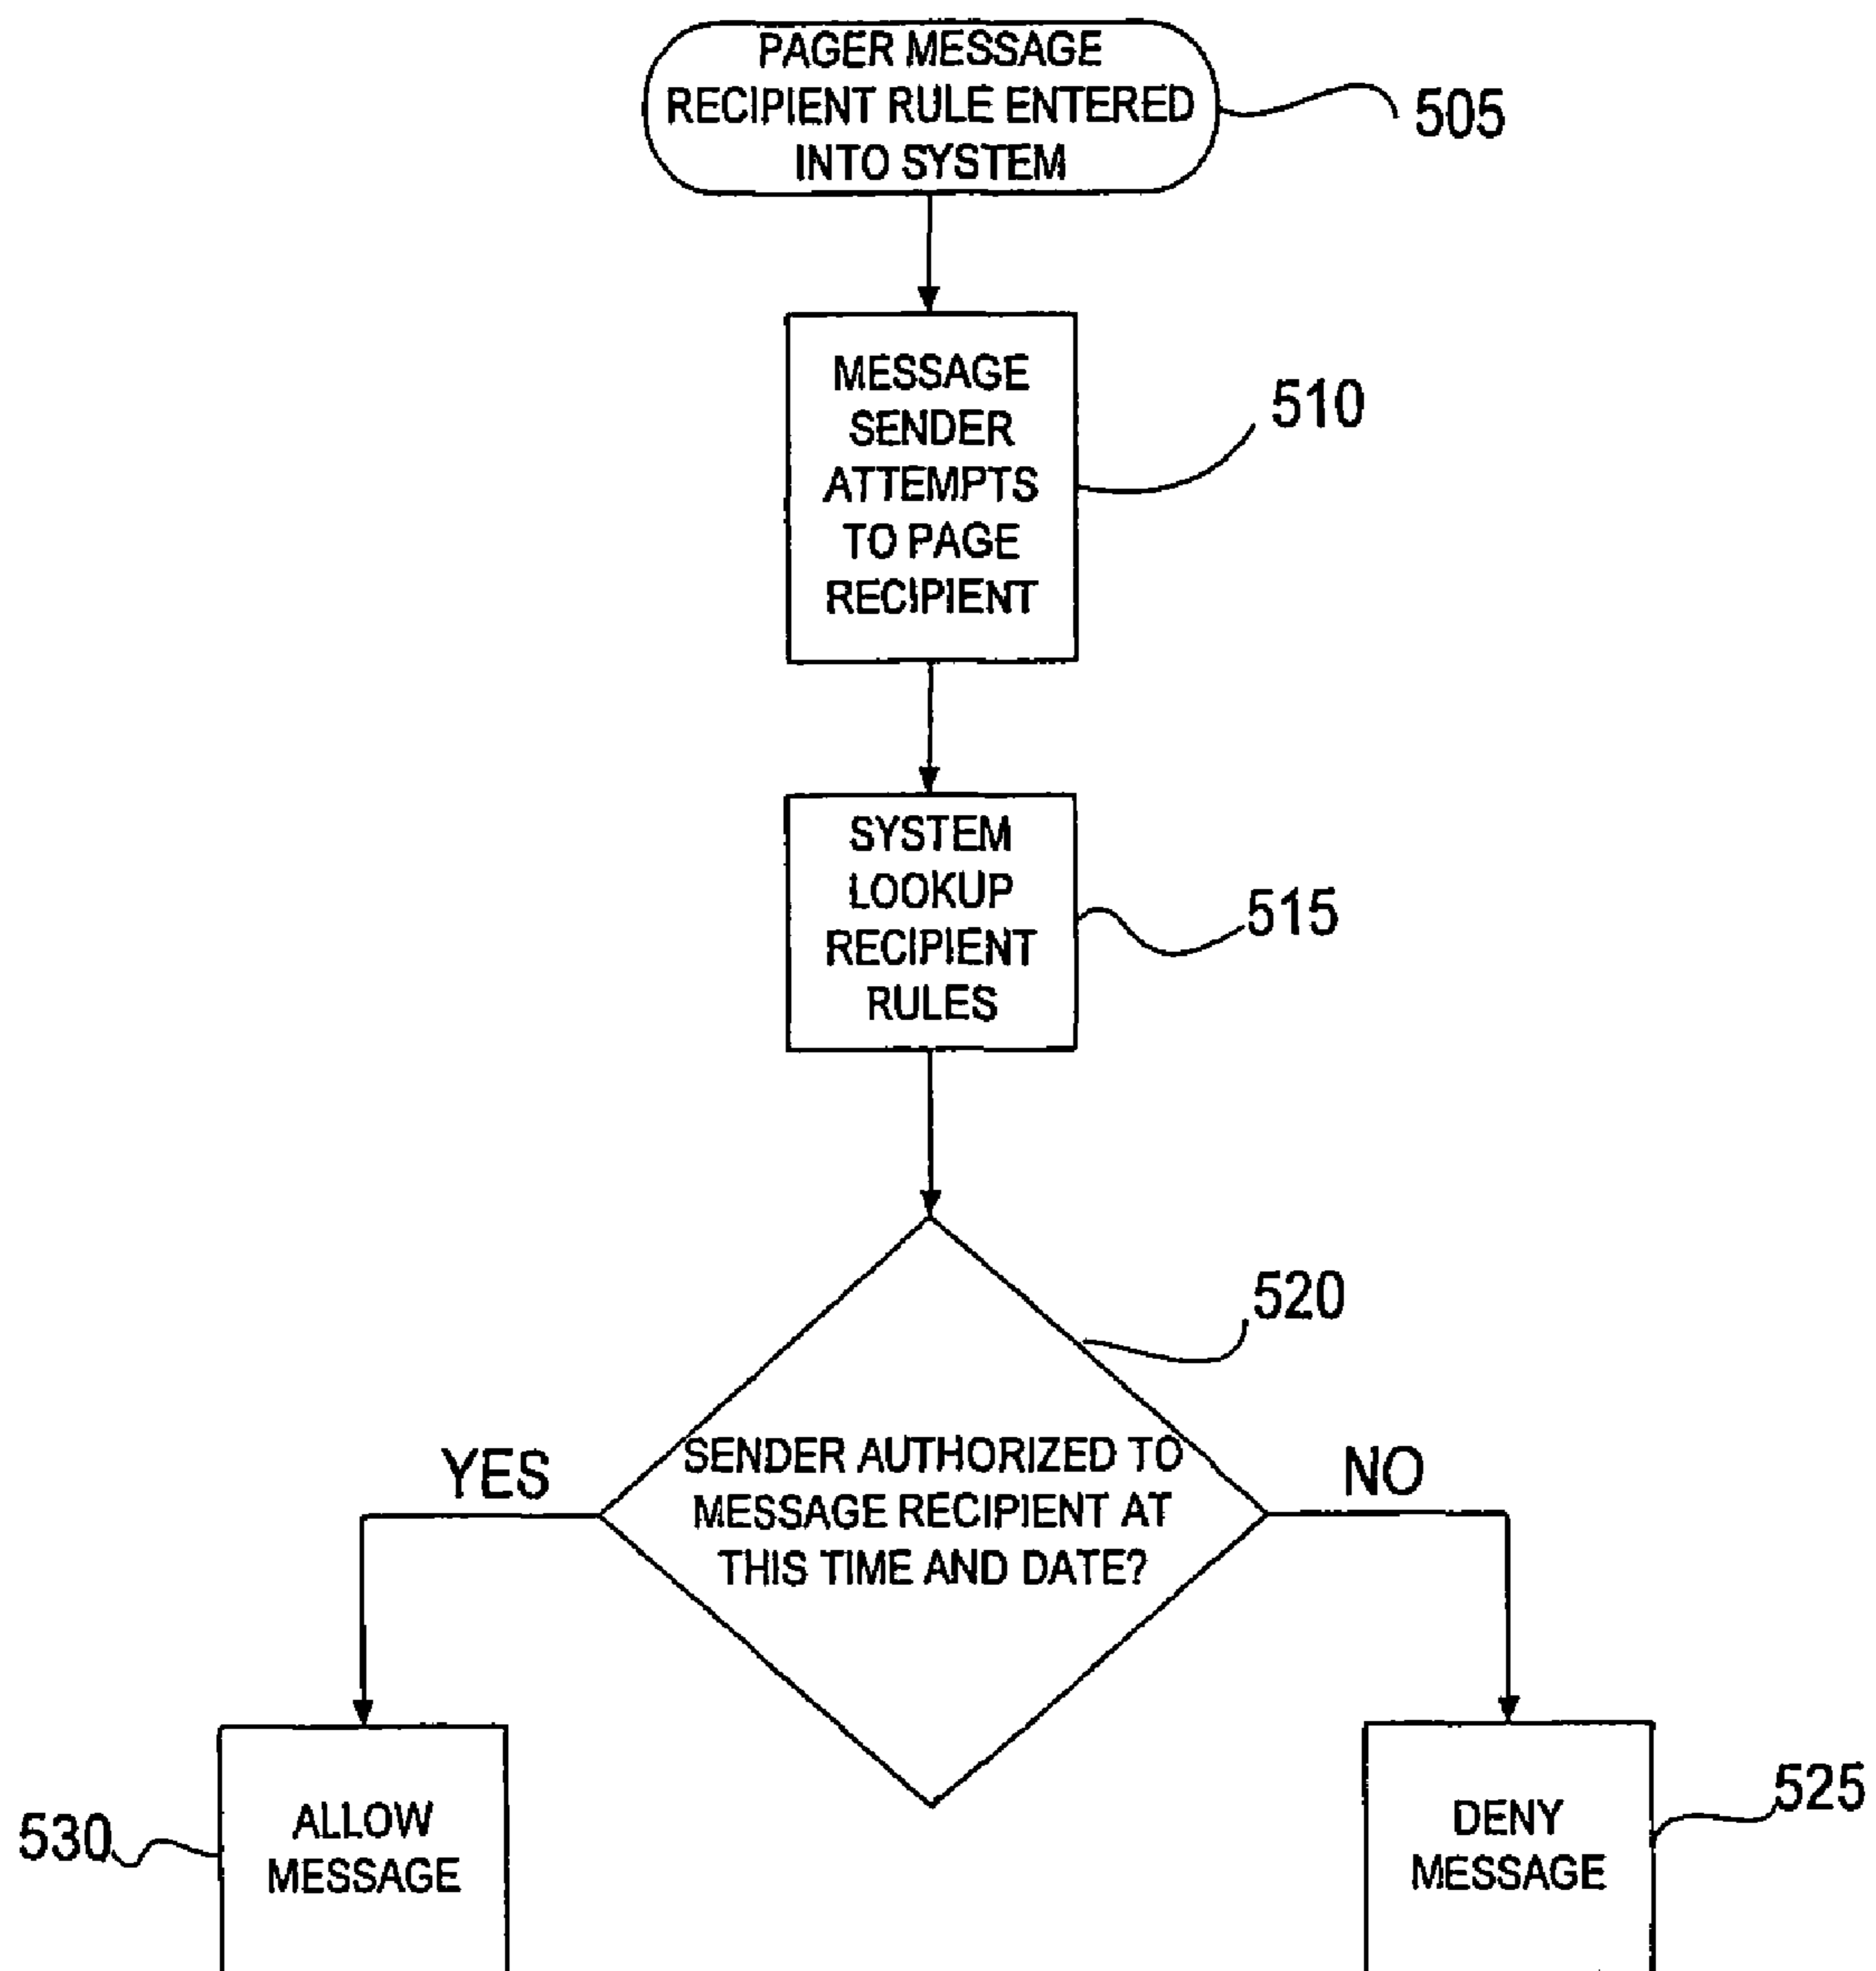 PAGER MESSAGE
RECIPIENT RULE ENTERED
INTO SYSTEM
505
MESSAGE
SENDER
ATTEMPTS
TO PAGE
RECIPIENT
510
SYSTEM
LOOKUP
RECIPIENT
RULES
515
520
YES
SENDER AUTHORIZED TO
MESSAGE RECIPIENT AT
THIS TIME AND DATE?
NO
530
ALLOW
MESSAGE
DENY
MESSAGE
525